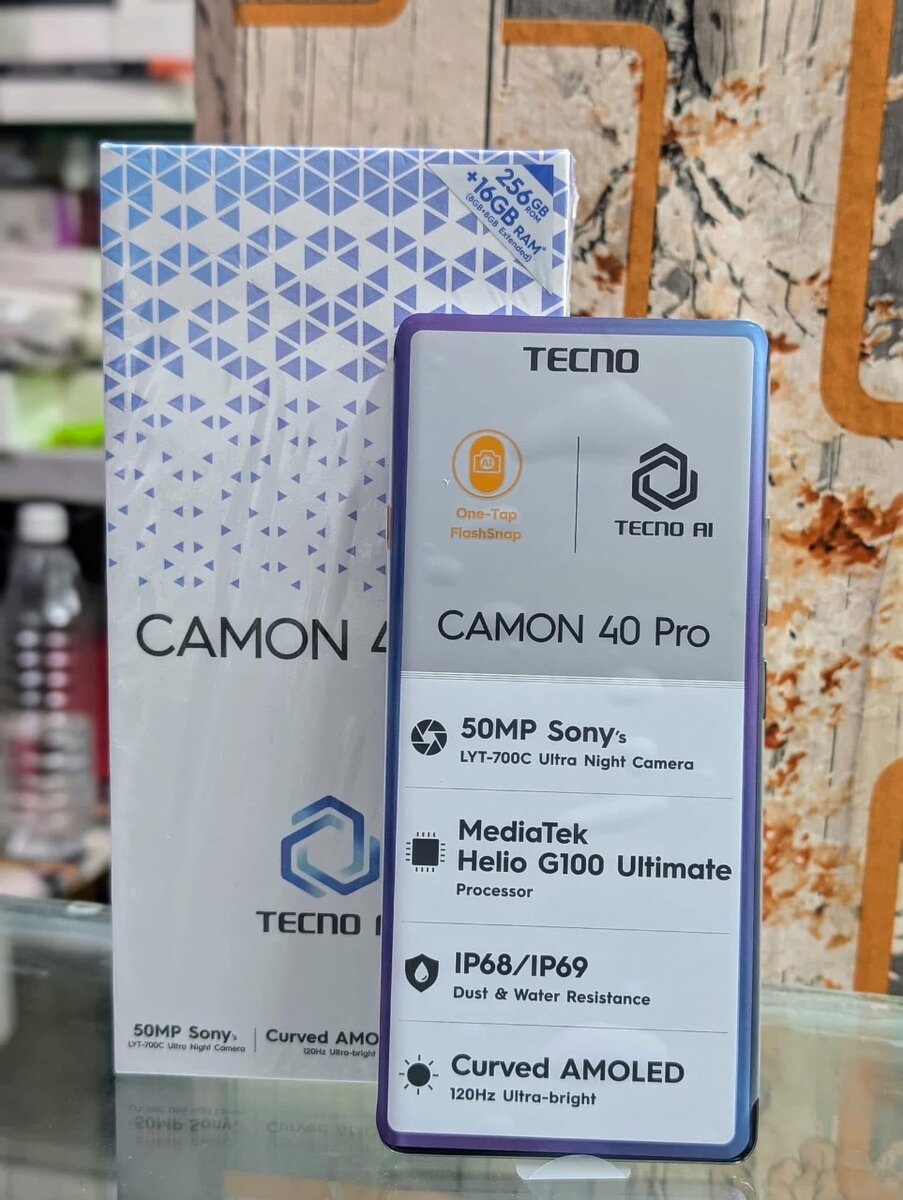 256GB
ROM
+16GB RAM*
(8GB+8GB Extended)
CAMON 4
TECNO
50MP Sony's
LYT-700C Ultra Night Camera
Curved AMO
120Hz Ultra-bright
TECNO
AI
One-Tap
FlashSnap
TECNO AI
CAMON 40 Pro
50MP Sony's
LYT-700C Ultra Night Camera
MediaTek
Helio G100 Ultimate
Processor
IP68/IP69
Dust & Water Resistance
Curved AMOLED
120Hz Ultra-bright